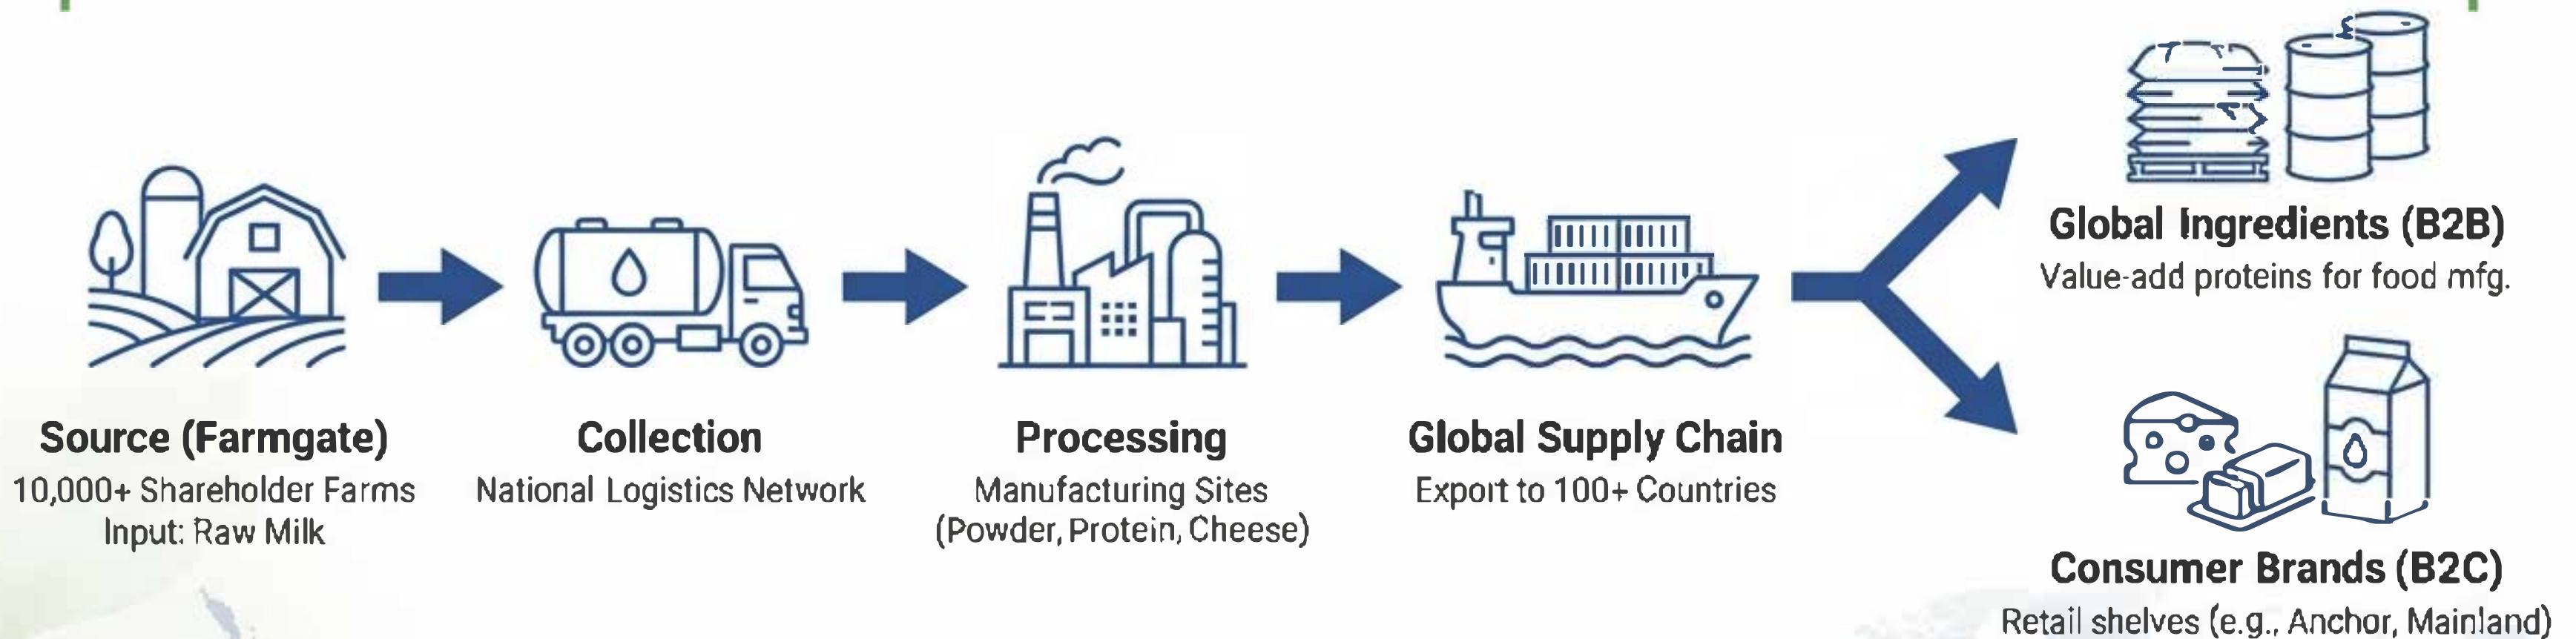 Source (Farmgate)
10,000+ Shareholder Farms
Input: Raw Milk
Collection
National Logistics Network
Processing
Manufacturing Sites
(Powder, Protein, Cheese)
Global Supply Chain
Export to 100+ Countries
Global Ingredients (B2B)
Value-add proteins for food mfg.
Consumer Brands (B2C)
Retail shelves (e.g., Anchor, Mainland)